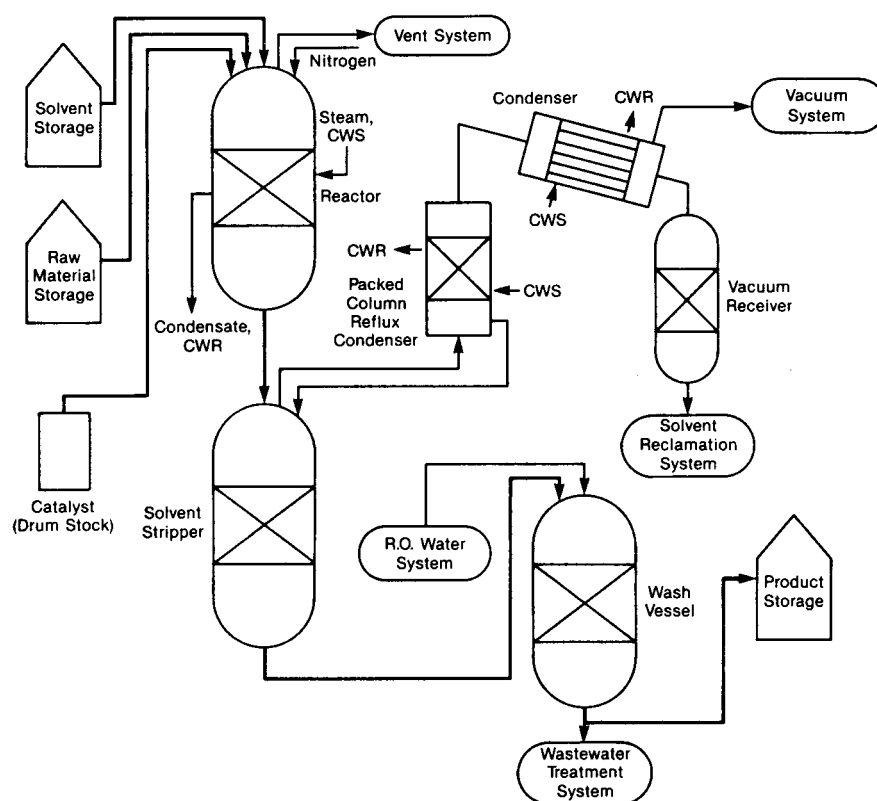 Vent System
Nitrogen
Solvent
Storage
Steam,
CWS
Reactor
Condenser
CWR
Vacuum
System
CWS
Raw
Material
Storage
Condensate,
CWR
CWR
Packed
Column
Reflux
Condenser
CWS
Vacuum
Receiver
Solvent
Reclamation
System
Catalyst
(Drum Stock)
Solvent
Stripper
R.O. Water
System
Wash
Vessel
Product
Storage
Wastewater
Treatment
System